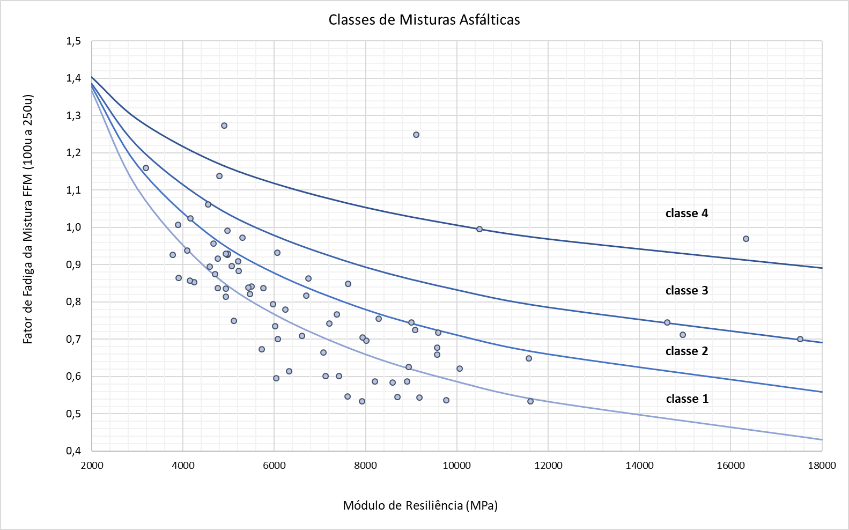 Classes de Misturas Asfálticas
Fator de Fadiga da Mistura FFM (100u a 250u)
1,5
1,4
1,3
1,2
1,1
1,0
0,9
0,8
0,7
0,6
0,5
0,4
classe 4
classe 3
classe 2
classe 1
2000 4000 6000 8000 10000 12000 14000 16000 18000
Módulo de Resiliência (MPa)